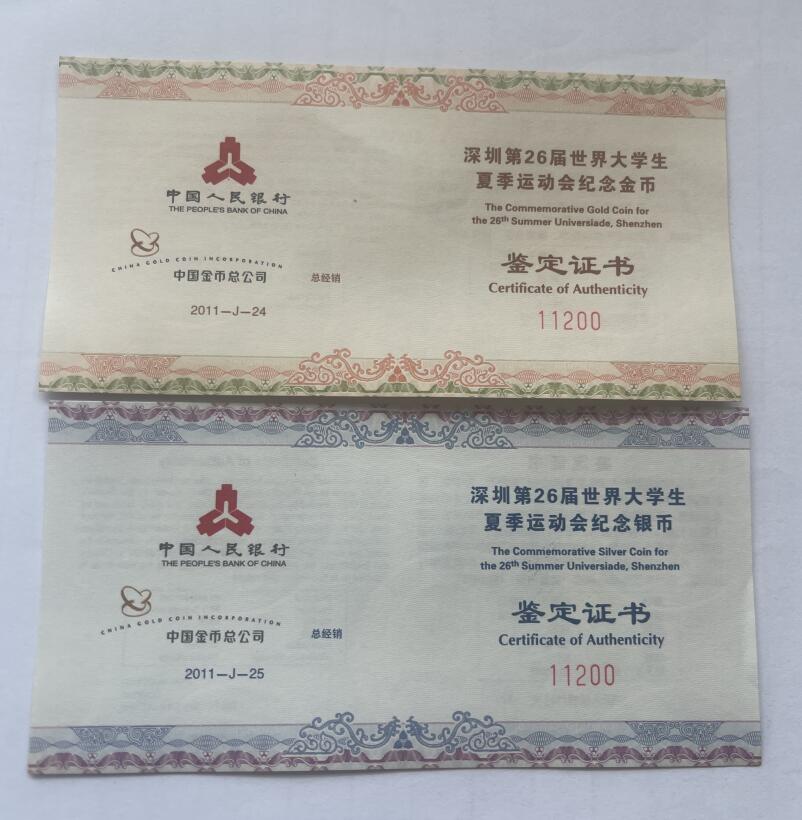 中国人民银行
THE PEOPLE'S BANK OF CHINA
CHINA GOLD COIN INCORPORATION
中国金币总公司 总经销
2011—J—24
深圳第26届世界大学生
夏季运动会纪念金币
The Commemorative Gold Coin for
the 26th Summer Universiade, Shenzhen
鉴定证书
Certificate of Authenticity
11200
中国人民银行
THE PEOPLE'S BANK OF CHINA
CHINA GOLD COIN INCORPORATION
中国金币总公司 总经销
2011—J—25
深圳第26届世界大学生
夏季运动会纪念银币
The Commemorative Silver Coin for
the 26th Summer Universiade, Shenzhen
鉴定证书
Certificate of Authenticity
11200